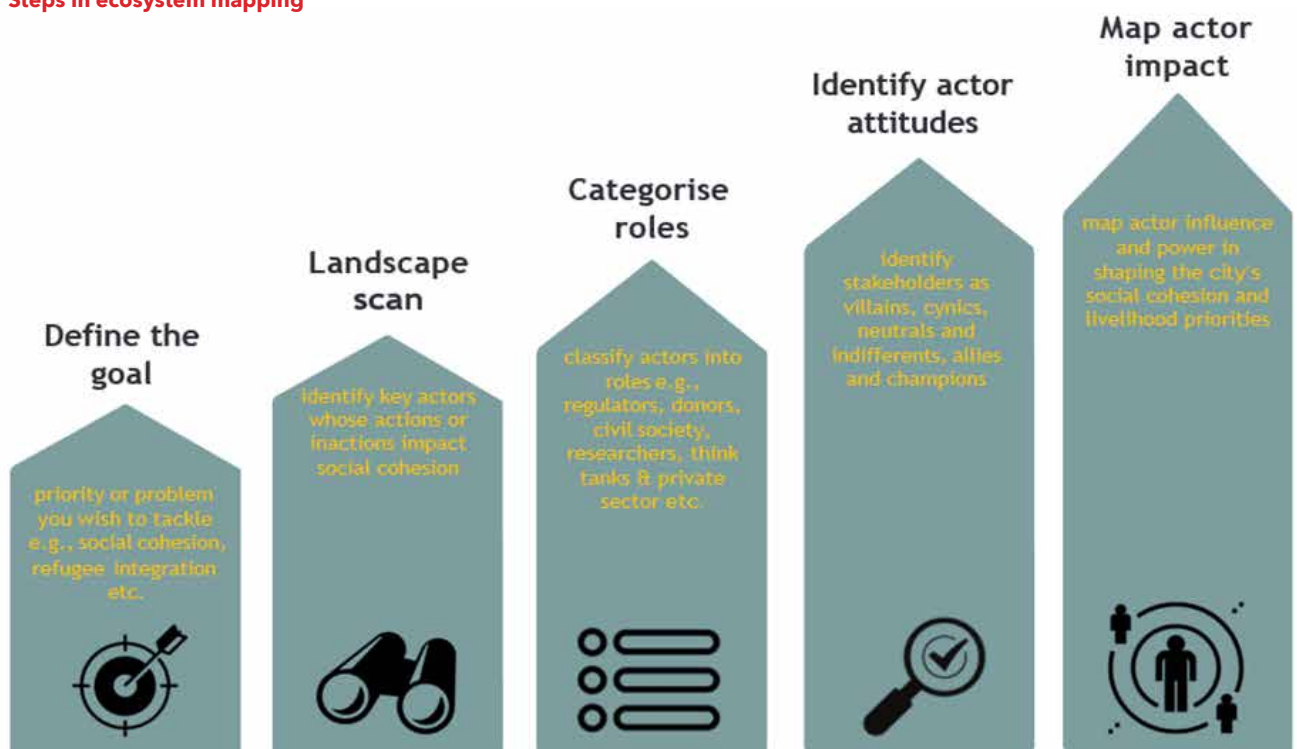 Steps in ecosystem mapping
Define the
goal
priority or problem
you wish to tackle
e.g., social cohesion,
refugee integration
etc.
Landscape
scan
identify key actors
whose actions or
inactions impact
social cohesion
Categorise
roles
classify actors into
roles e.g.,
regulators, donors,
civil society,
researchers, think
tanks & private
sector etc.
Identify actor
attitudes
identify
stakeholders as
villains, cynics,
neutrals and
indifferents, allies
and champions
Map actor
impact
map actor influence
and power in
shaping the city's
social cohesion and
livelihood priorities